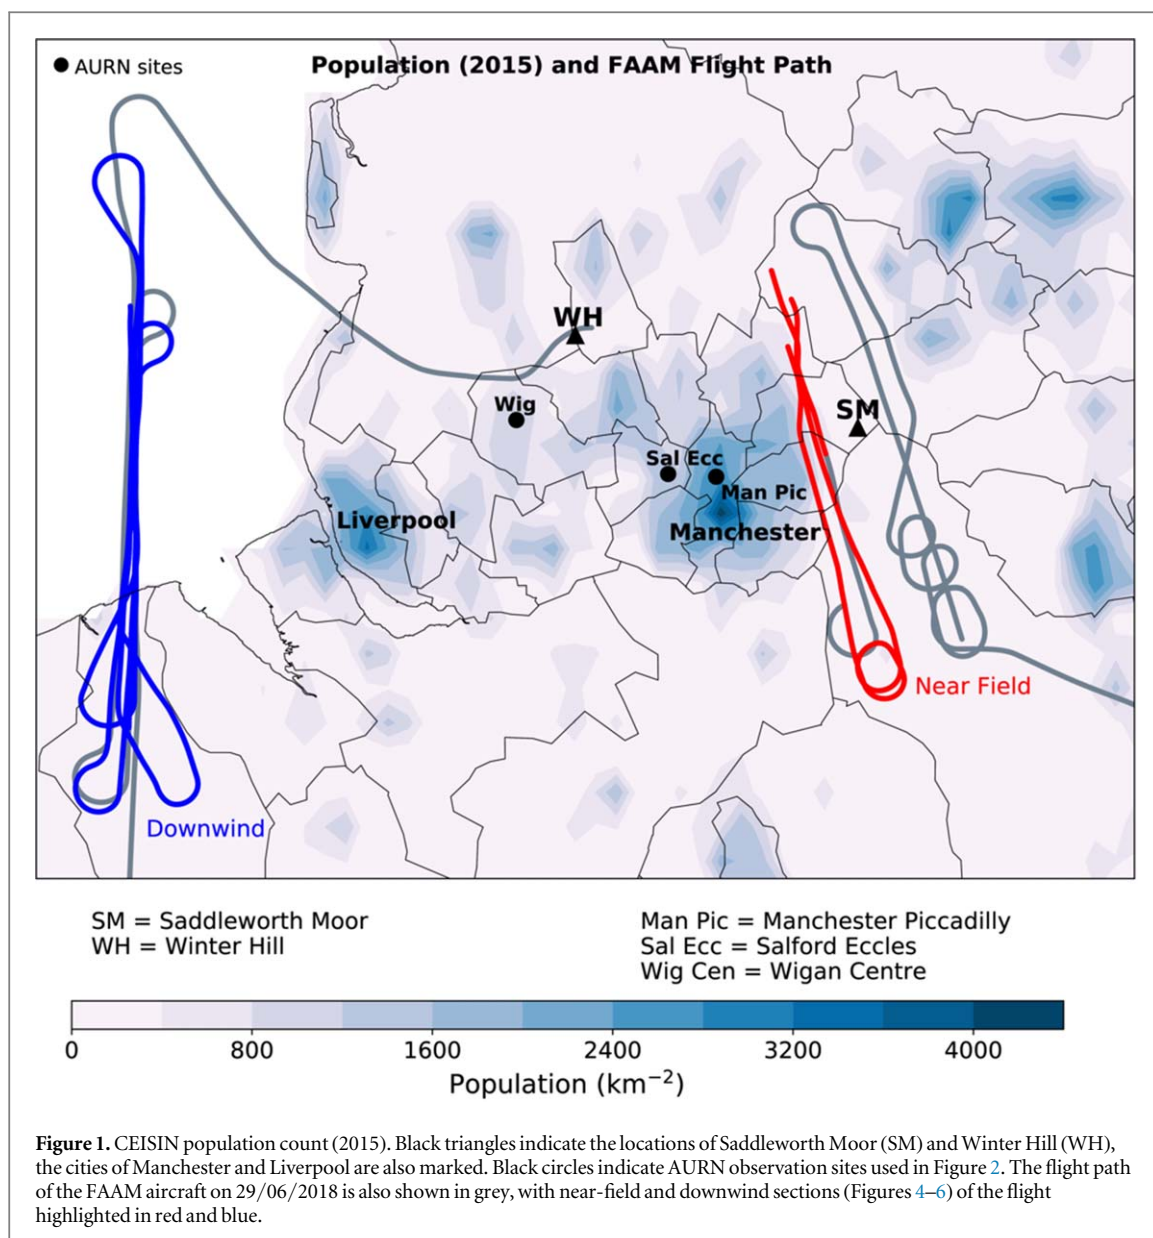 AURN sites
Population (2015) and FAAM Flight Path
WH
Wig
SM
Sal Ecc
Man Pic
Liverpool
Manchester
Near Field
Downwind
SM = Saddleworth Moor
WH = Winter Hill
Man Pic = Manchester Piccadilly
Sal Ecc = Salford Eccles
Wig Cen = Wigan Centre
0 800 1600 2400 3200 4000
Population (km⁻²)
Figure 1. CEISIN population count (2015). Black triangles indicate the locations of Saddleworth Moor (SM) and Winter Hill (WH),
the cities of Manchester and Liverpool are also marked. Black circles indicate AURN observation sites used in Figure 2. The flight path
of the FAAM aircraft on 29/06/2018 is also shown in grey, with near-field and downwind sections (Figures 4–6) of the flight
highlighted in red and blue.